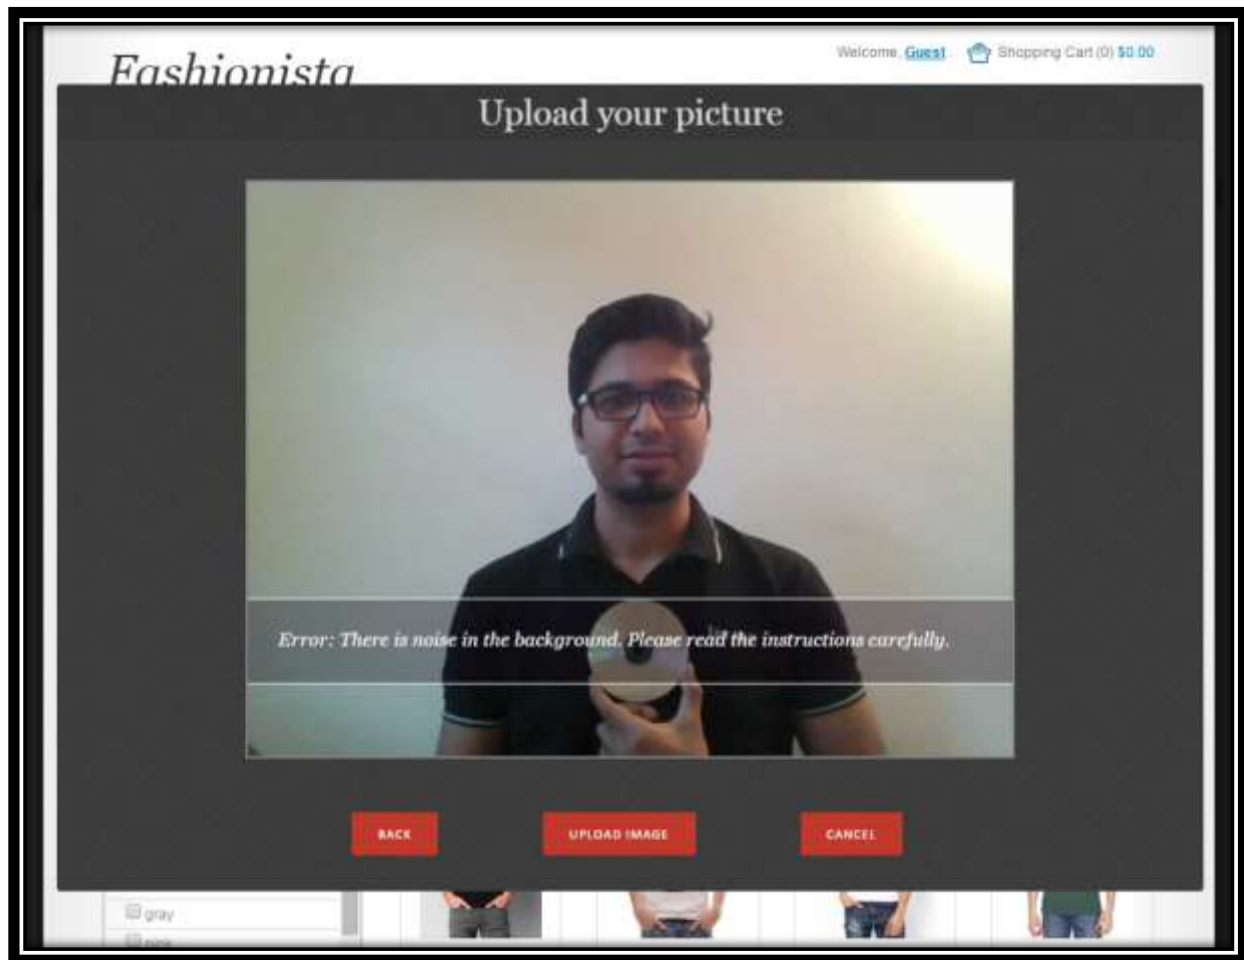 Fashionista
Welcome, Guest Shopping Cart (0) $0.00
Upload your picture
Error: There is noise in the background. Please read the instructions carefully.
BACK UPLOAD IMAGE CANCEL
gray
pink